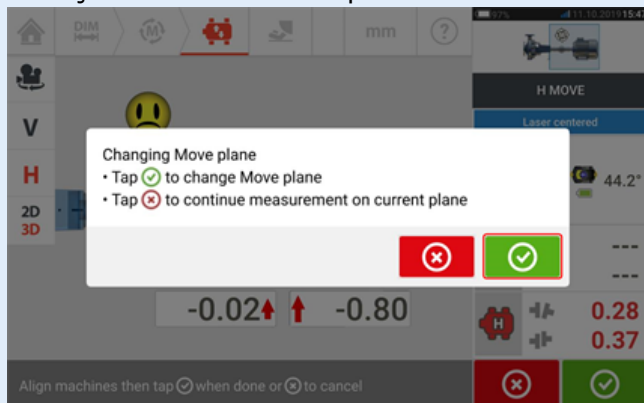 DIM
mm
?
97%
11.10.2019 15:47
H MOVE
Laser centered
V
H
2D
3D
44.2°
Changing Move plane
• Tap to change Move plane
• Tap to continue measurement on current plane
---
---
-0.02
-0.80
H
0.28
0.37
Align machines then tap when done or to cancel